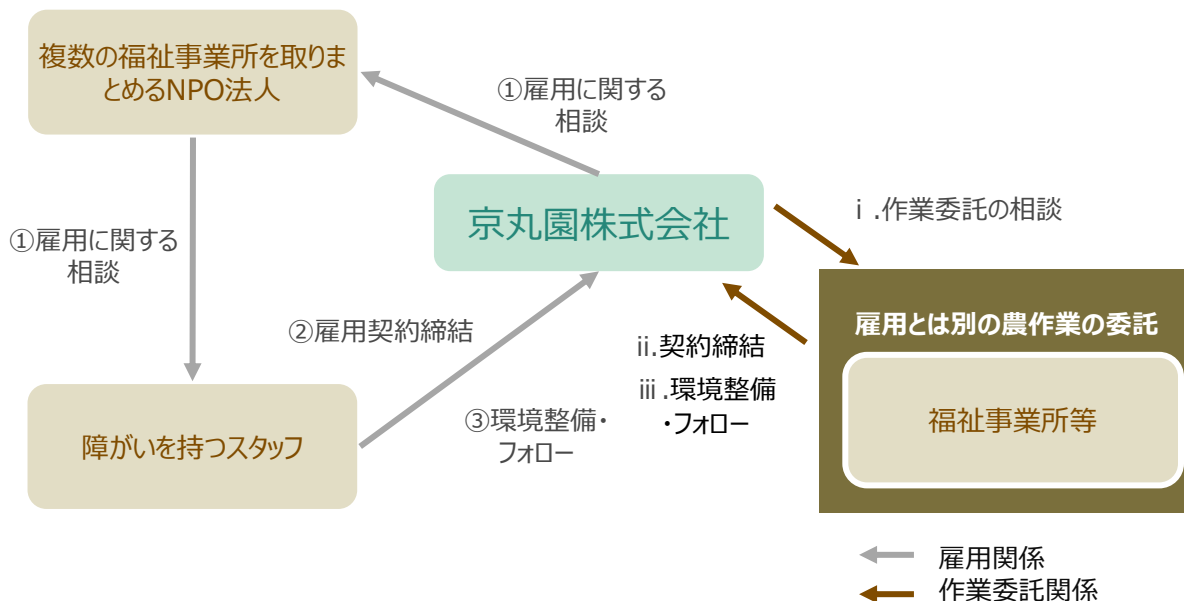 複数の福祉事業所を取りま
とめるNPO法人
①雇用に関する
相談
京丸園株式会社
ⅰ.作業委託の相談
①雇用に関する
相談
②雇用契約締結
ⅱ.契約締結
ⅲ.環境整備
・フォロー
雇用とは別の農作業の委託
福祉事業所等
障がいを持つスタッフ
③環境整備・
フォロー
雇用関係
作業委託関係